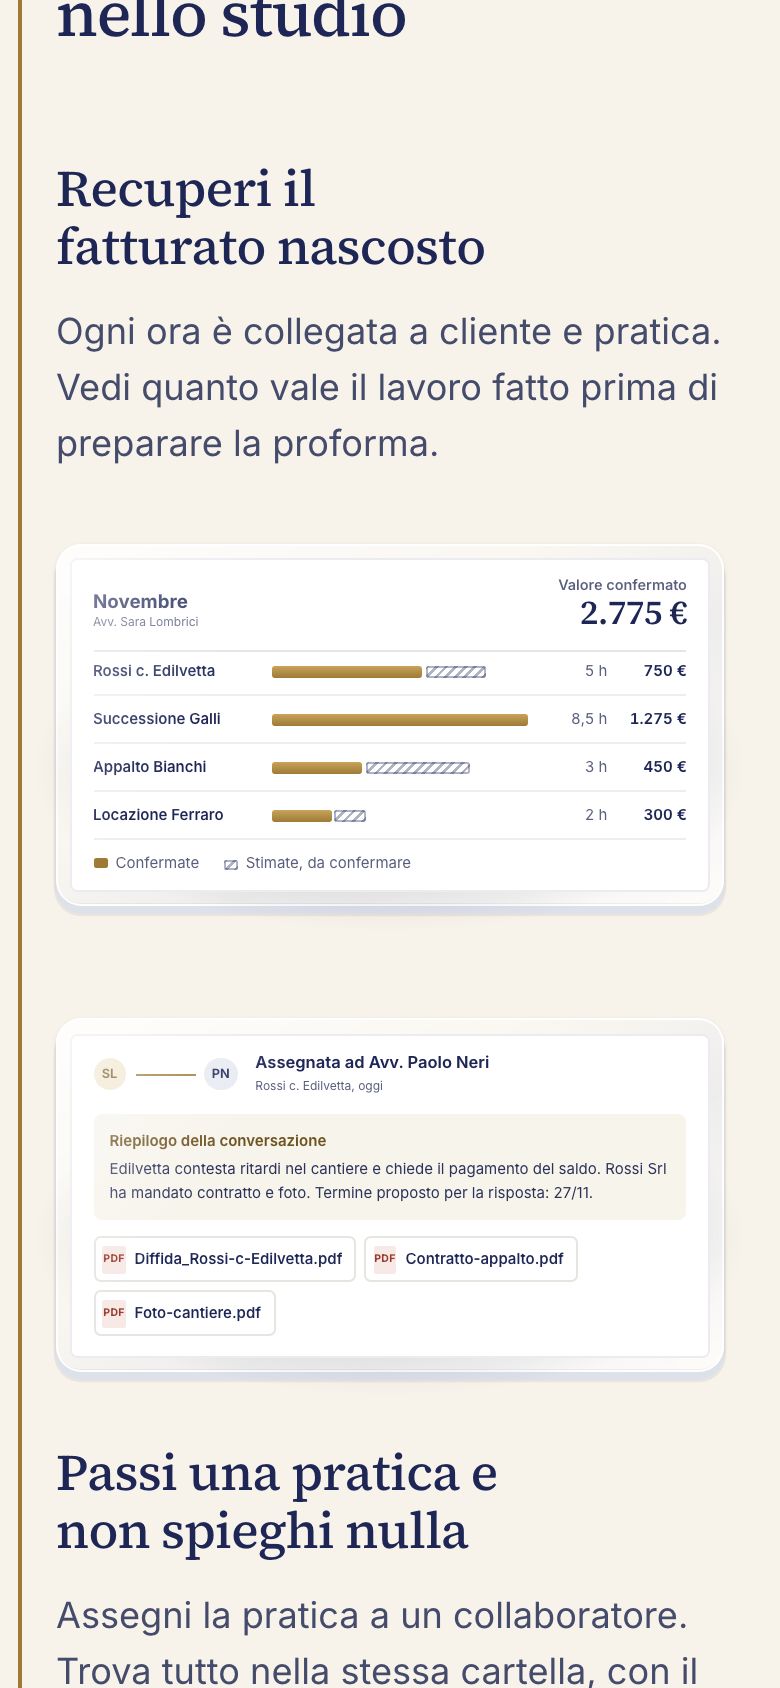 nello studio
Recuperi il
fatturato nascosto
Ogni ora è collegata a cliente e pratica.
Vedi quanto vale il lavoro fatto prima di
preparare la proforma.
Valore confermato
Novembre
2.775 €
Avv. Sara Lombrici
Rossi c. Edilvetta 5 h 750 €
Successione Galli 8,5 h 1.275 €
Appalto Bianchi 3 h 450 €
Locazione Ferraro 2 h 300 €
Confermate Stimate, da confermare
SL PN Assegnata ad Avv. Paolo Neri
Rossi c. Edilvetta, oggi
Riepilogo della conversazione
Edilvetta contesta ritardi nel cantiere e chiede il pagamento del saldo. Rossi Srl
ha mandato contratto e foto. Termine proposto per la risposta: 27/11.
PDF Diffida_Rossi-c-Edilvetta.pdf PDF Contratto-appalto.pdf
PDF Foto-cantiere.pdf
Passi una pratica e
non spieghi nulla
Assegni la pratica a un collaboratore.
Trova tutto nella stessa cartella, con il